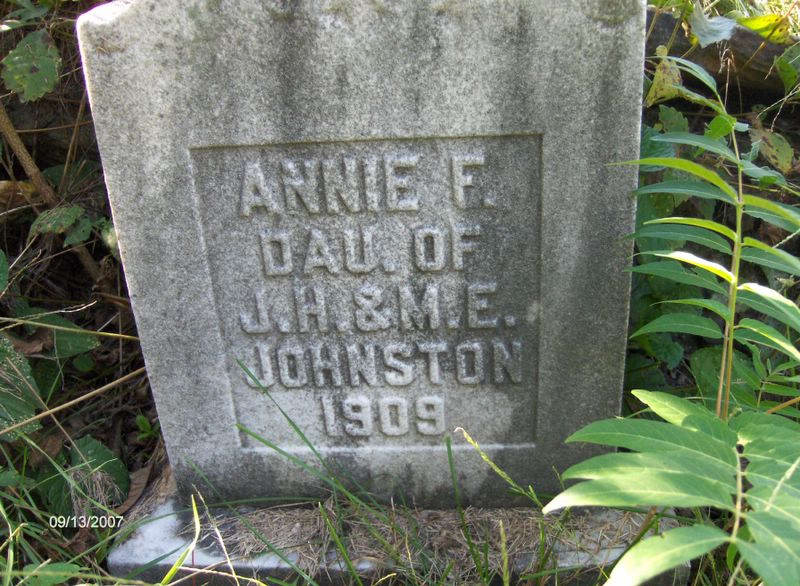 ANNIE F.
DAU. OF
J.H. & M.E.
JOHNSTON
1909
09/13/2007